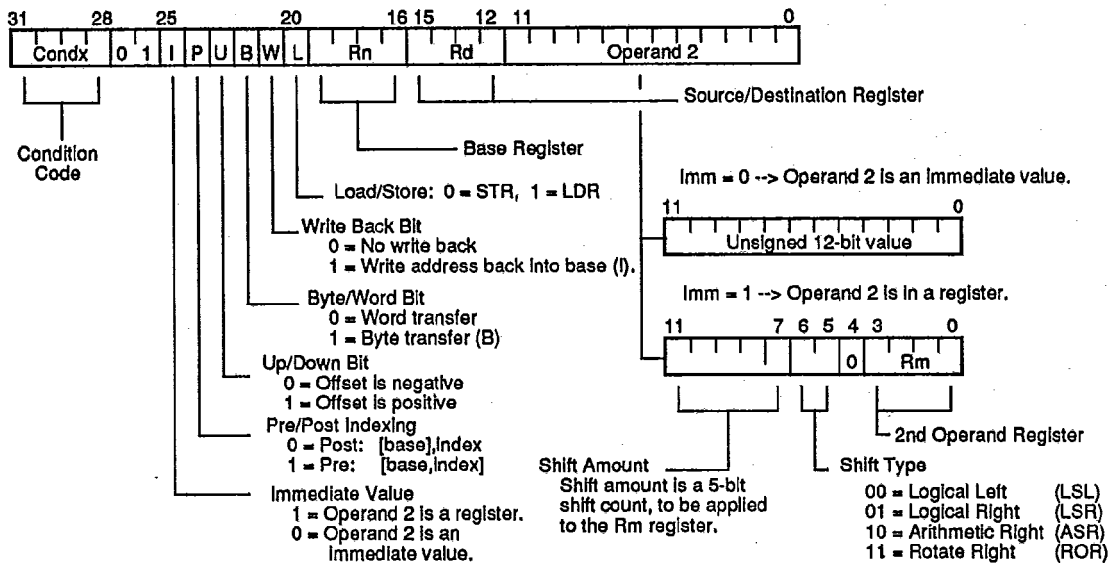 31 25 20 16 15 12 11 0
Condx 0 1 I P U B W L Rn Rd Operand 2
Source/Destination Register
Condition
Code
Base Register
Load/Store: 0 = STR, 1 = LDR
Write Back Bit
0 = No write back
1 = Write address back into base (!).
Byte/Word Bit
0 = Word transfer
1 = Byte transfer (B)
Up/Down Bit
0 = Offset is negative
1 = Offset is positive
Pre/Post Indexing
0 = Post: [base],index
1 = Pre: [base,index]
Immediate Value
1 = Operand 2 is a register.
0 = Operand 2 is an
immediate value.
Imm = 0 --> Operand 2 is an immediate value.
11 0
Unsigned 12-bit value
Imm = 1 --> Operand 2 is in a register.
11 7 6 5 4 3 0
0 Rm
2nd Operand Register
Shift Amount
Shift amount is a 5-bit
shift count, to be applied
to the Rm register.
Shift Type
00 = Logical Left (LSL)
01 = Logical Right (LSR)
10 = Arithmetic Right (ASR)
11 = Rotate Right (ROR)